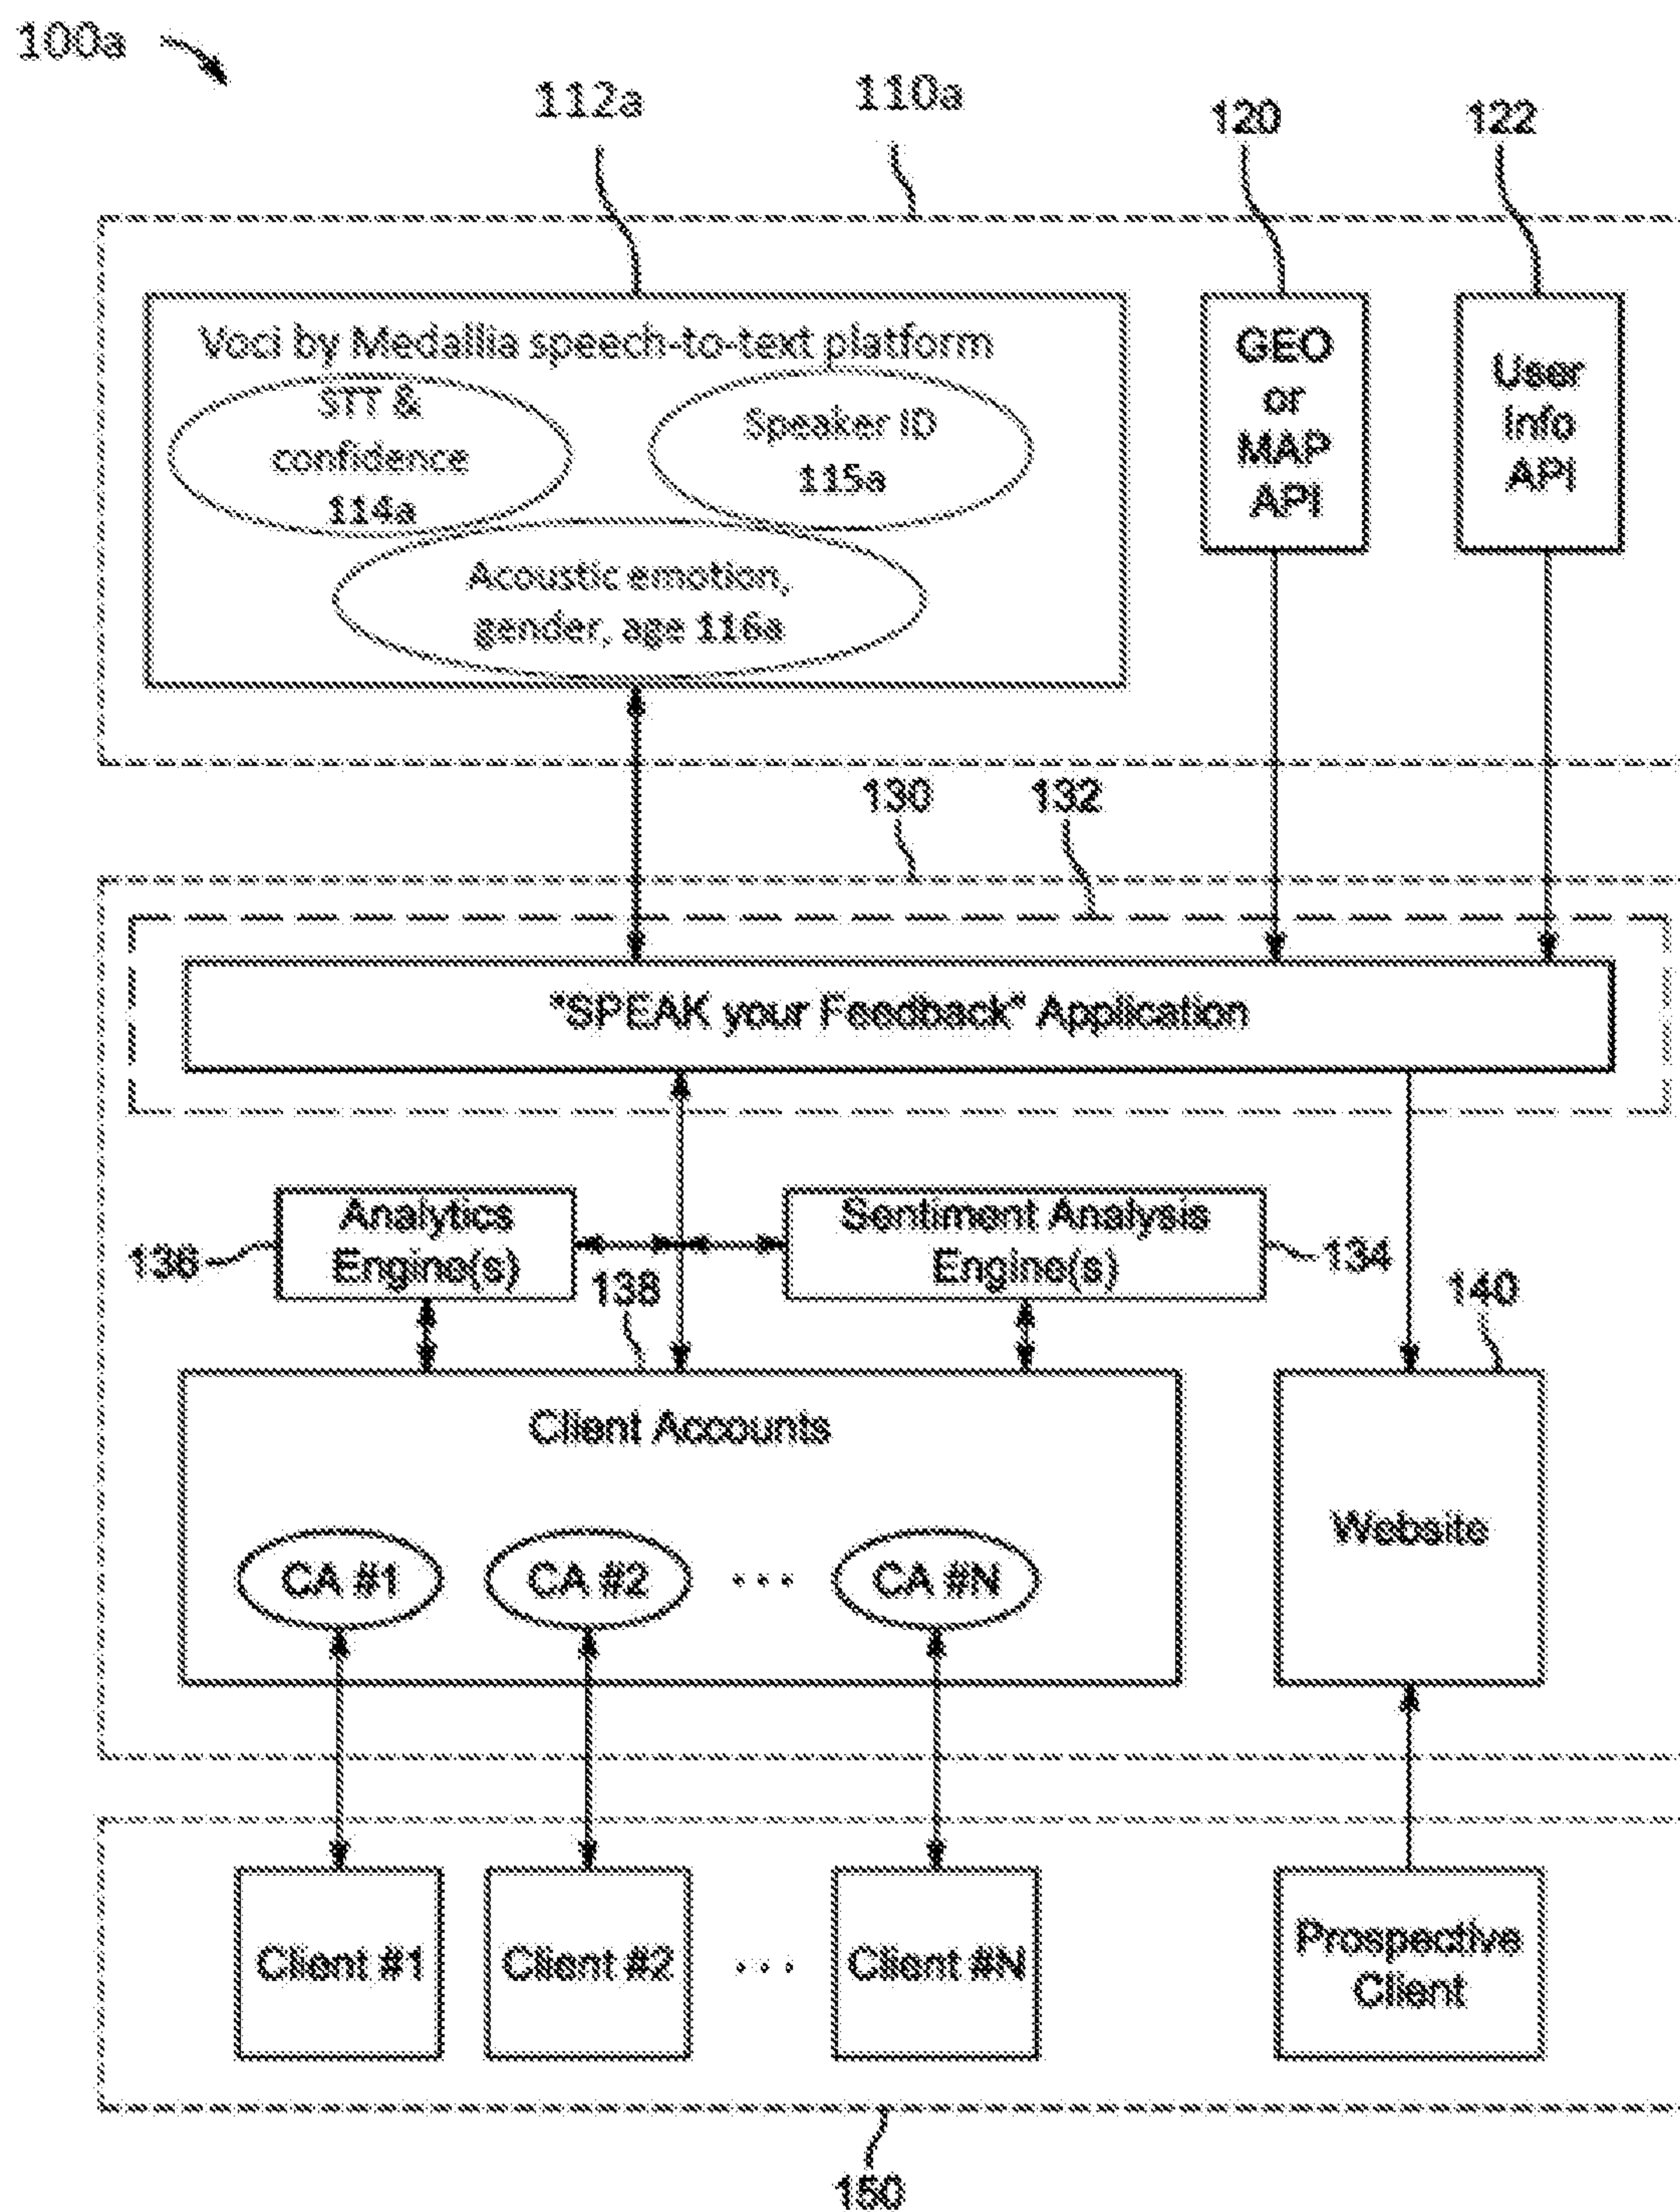 100a
112a
110a
120
122
Voci by Medallia speech-to-text platform
STT &
confidence
114a
Speaker ID
115a
Acoustic emotion,
gender, age 116a
GEO
or
MAP
API
User
Info
API
130
132
"SPEAK your Feedback" Application
Analytics
Engine(s)
136
138
Sentiment Analysis
Engine(s)
134
140
Client Accounts
CA #1
CA #2
...
CA #N
Website
Client #1
Client #2
...
Client #N
Prospective
Client
150